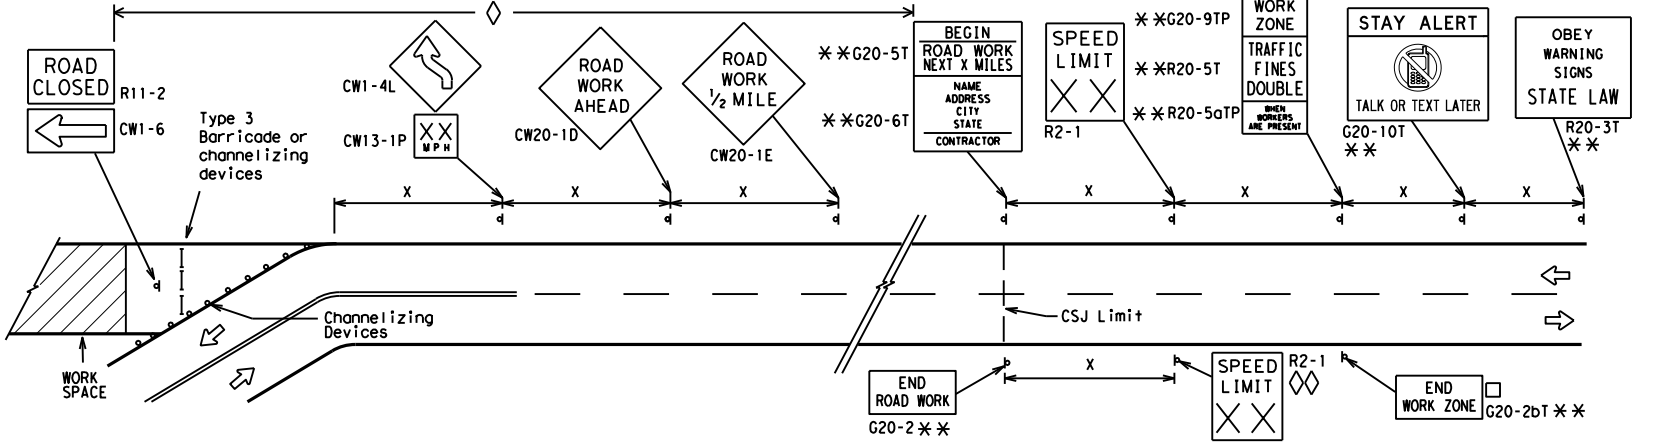 ROAD
CLOSED
R11-2
CW1-6
Type 3
Barricade or
channelizing
devices
CW1-4L
XX
MPH
CW13-1P
ROAD
WORK
AHEAD
CW20-1D
ROAD
WORK
1/2 MILE
CW20-1E
**G20-5T
**G20-6T
BEGIN
ROAD WORK
NEXT X MILES
NAME
ADDRESS
CITY
STATE
CONTRACTOR
SPEED
LIMIT
XX
R2-1
**G20-9TP
**R20-5T
**R20-5aTP
WORK
ZONE
TRAFFIC
FINES
DOUBLE
WHEN
WORKERS
ARE PRESENT
STAY ALERT
TALK OR TEXT LATER
G20-10T
**
OBEY
WARNING
SIGNS
STATE LAW
R20-3T
**
X
X
X
X
X
X
X
Channelizing
Devices
WORK
SPACE
CSJ Limit
X
END
ROAD WORK
G20-2 **
SPEED
LIMIT
XX
R2-1
END
WORK ZONE
G20-2bT **